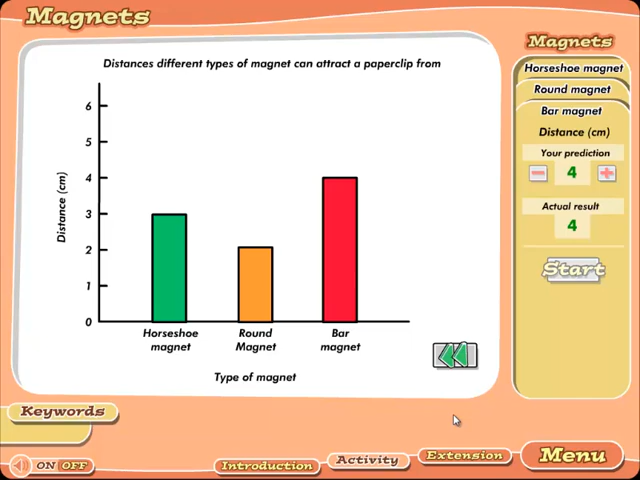 Magnets
Distances different types of magnet can attract a paperclip from
6
5
4
3
2
1
0
Distance (cm)
Horseshoe
magnet
Round
Magnet
Bar
magnet
Type of magnet
Magnets
Horseshoe magnet
Round magnet
Bar magnet
Distance (cm)
Your prediction
4
Actual result
4
Start
Keywords
ON OFF
Introduction
Activity
Extension
Menu